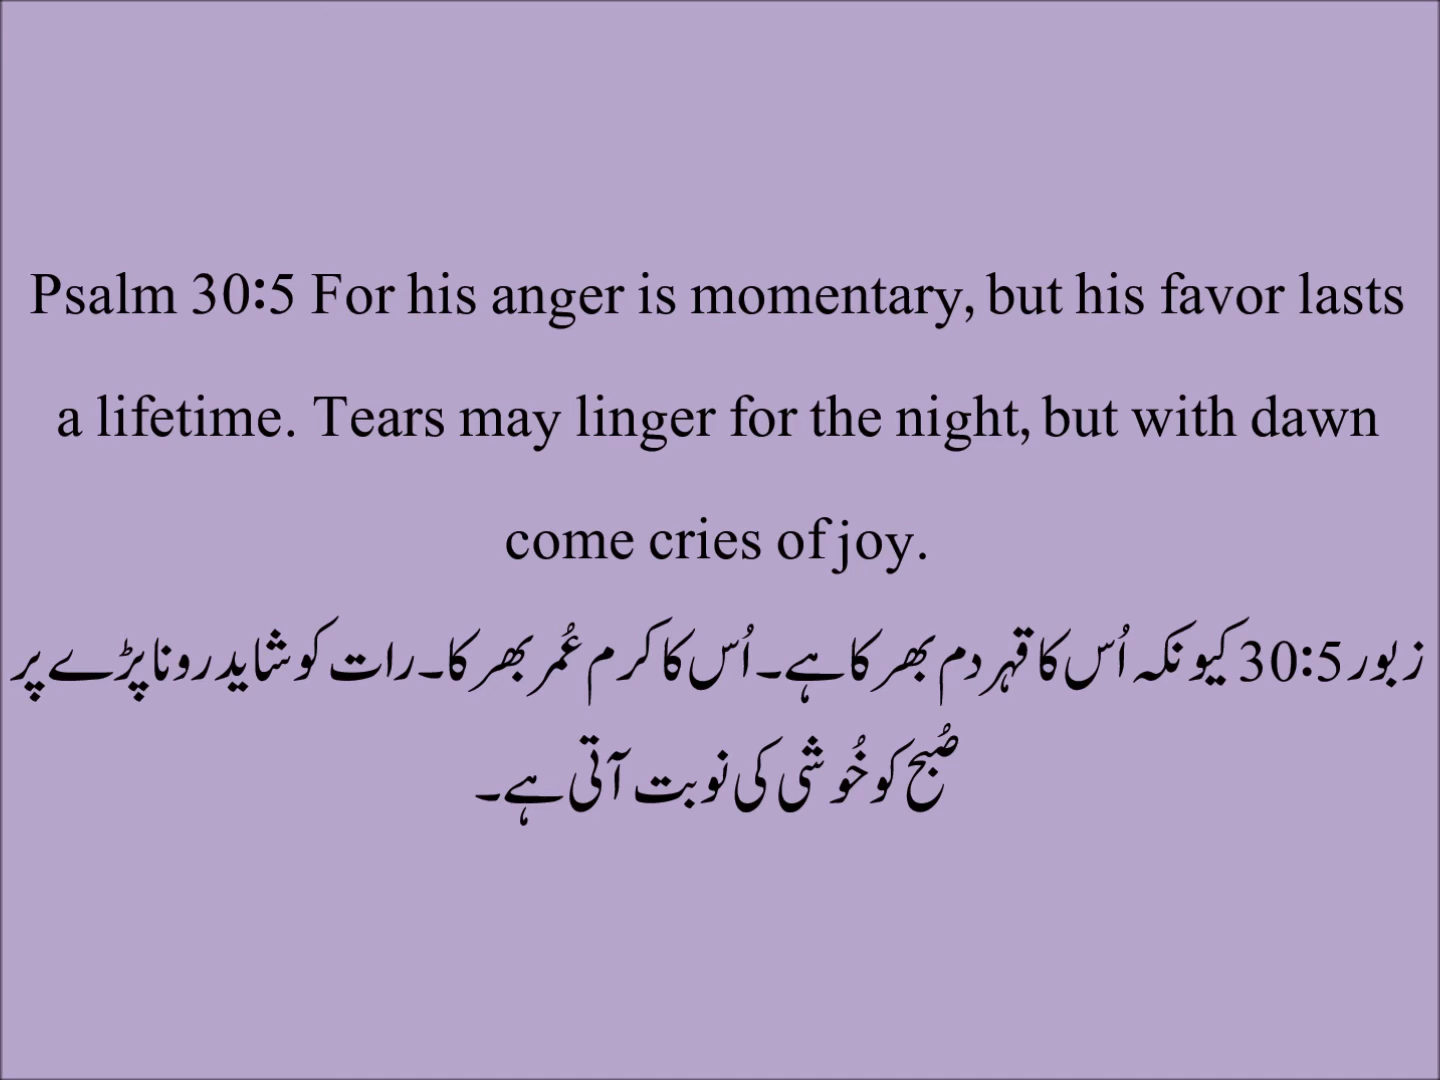 Psalm 30:5 For his anger is momentary, but his favor lasts
a lifetime. Tears may linger for the night, but with dawn
come cries of joy.
زبور 30:5 کیونکہ اُس کا قہر دم بھر کا ہے۔ اُس کا کرم عُمر بھر کا۔ رات کو شاید رونا پڑے پر
صُبح کو خُوشی کی نوبت آتی ہے۔